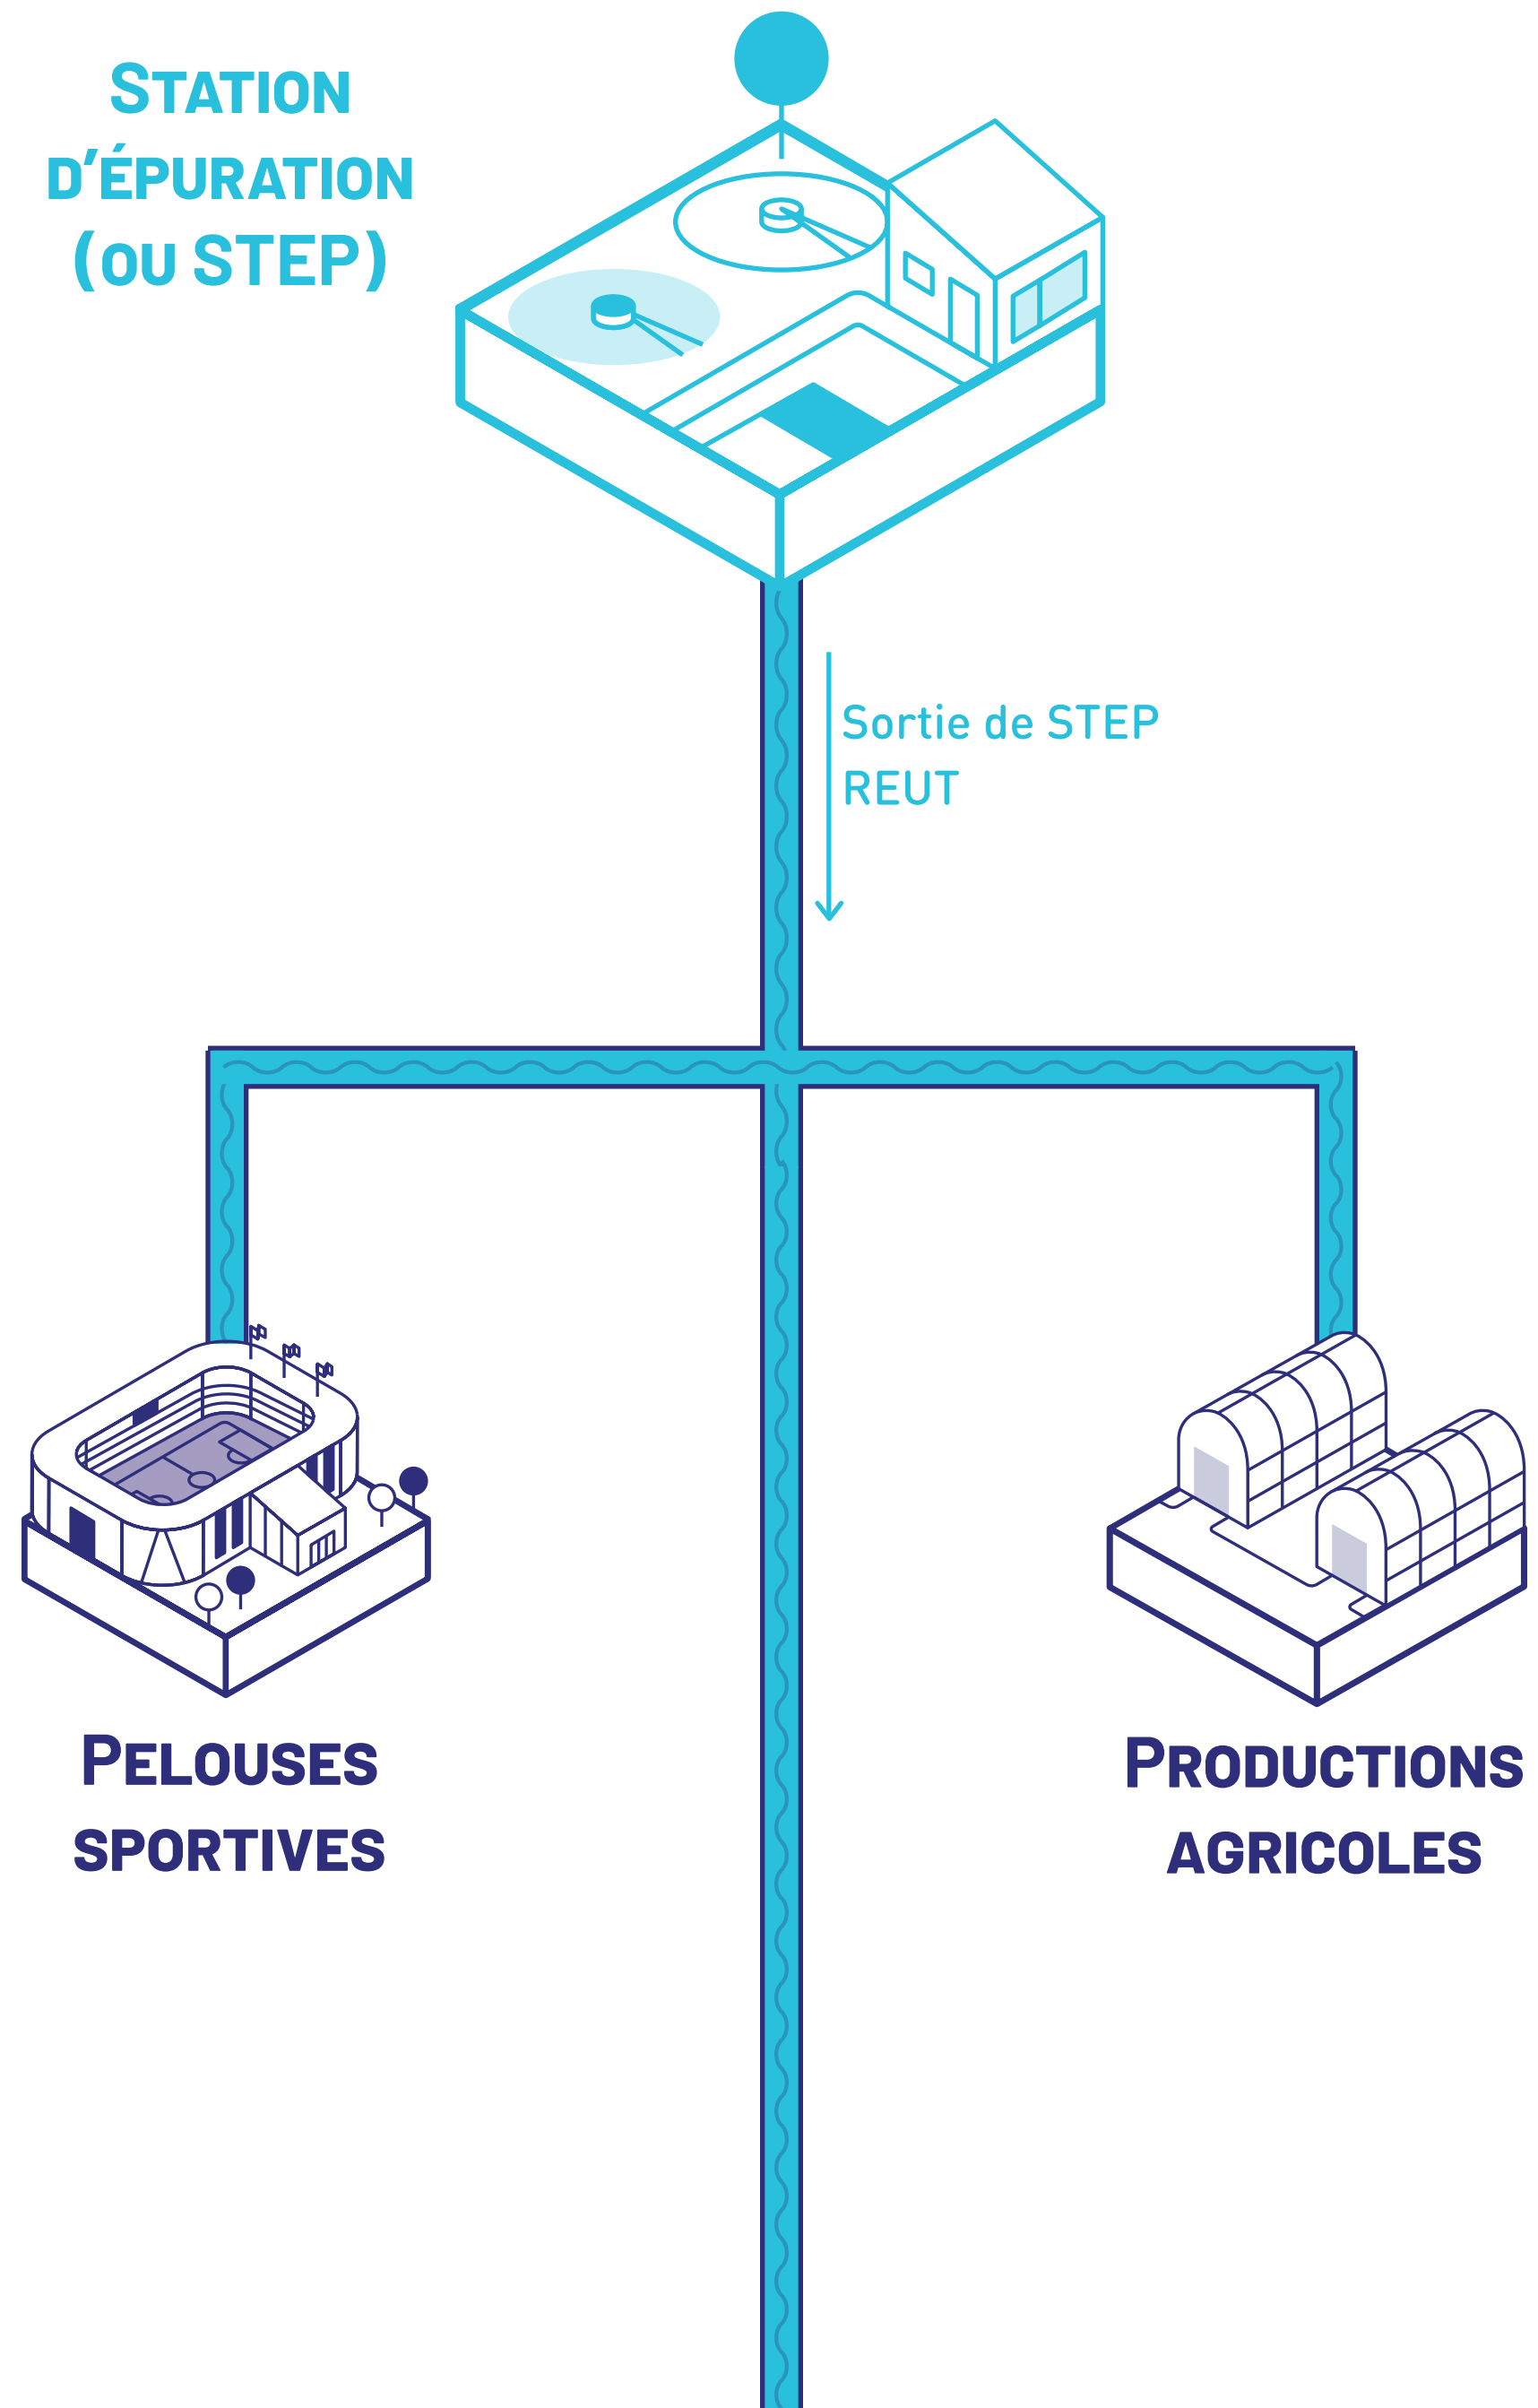 Station
d'épuration
(ou STEP)
Sortie de STEP
REUT
Pelouses
sportives
Productions
agricoles